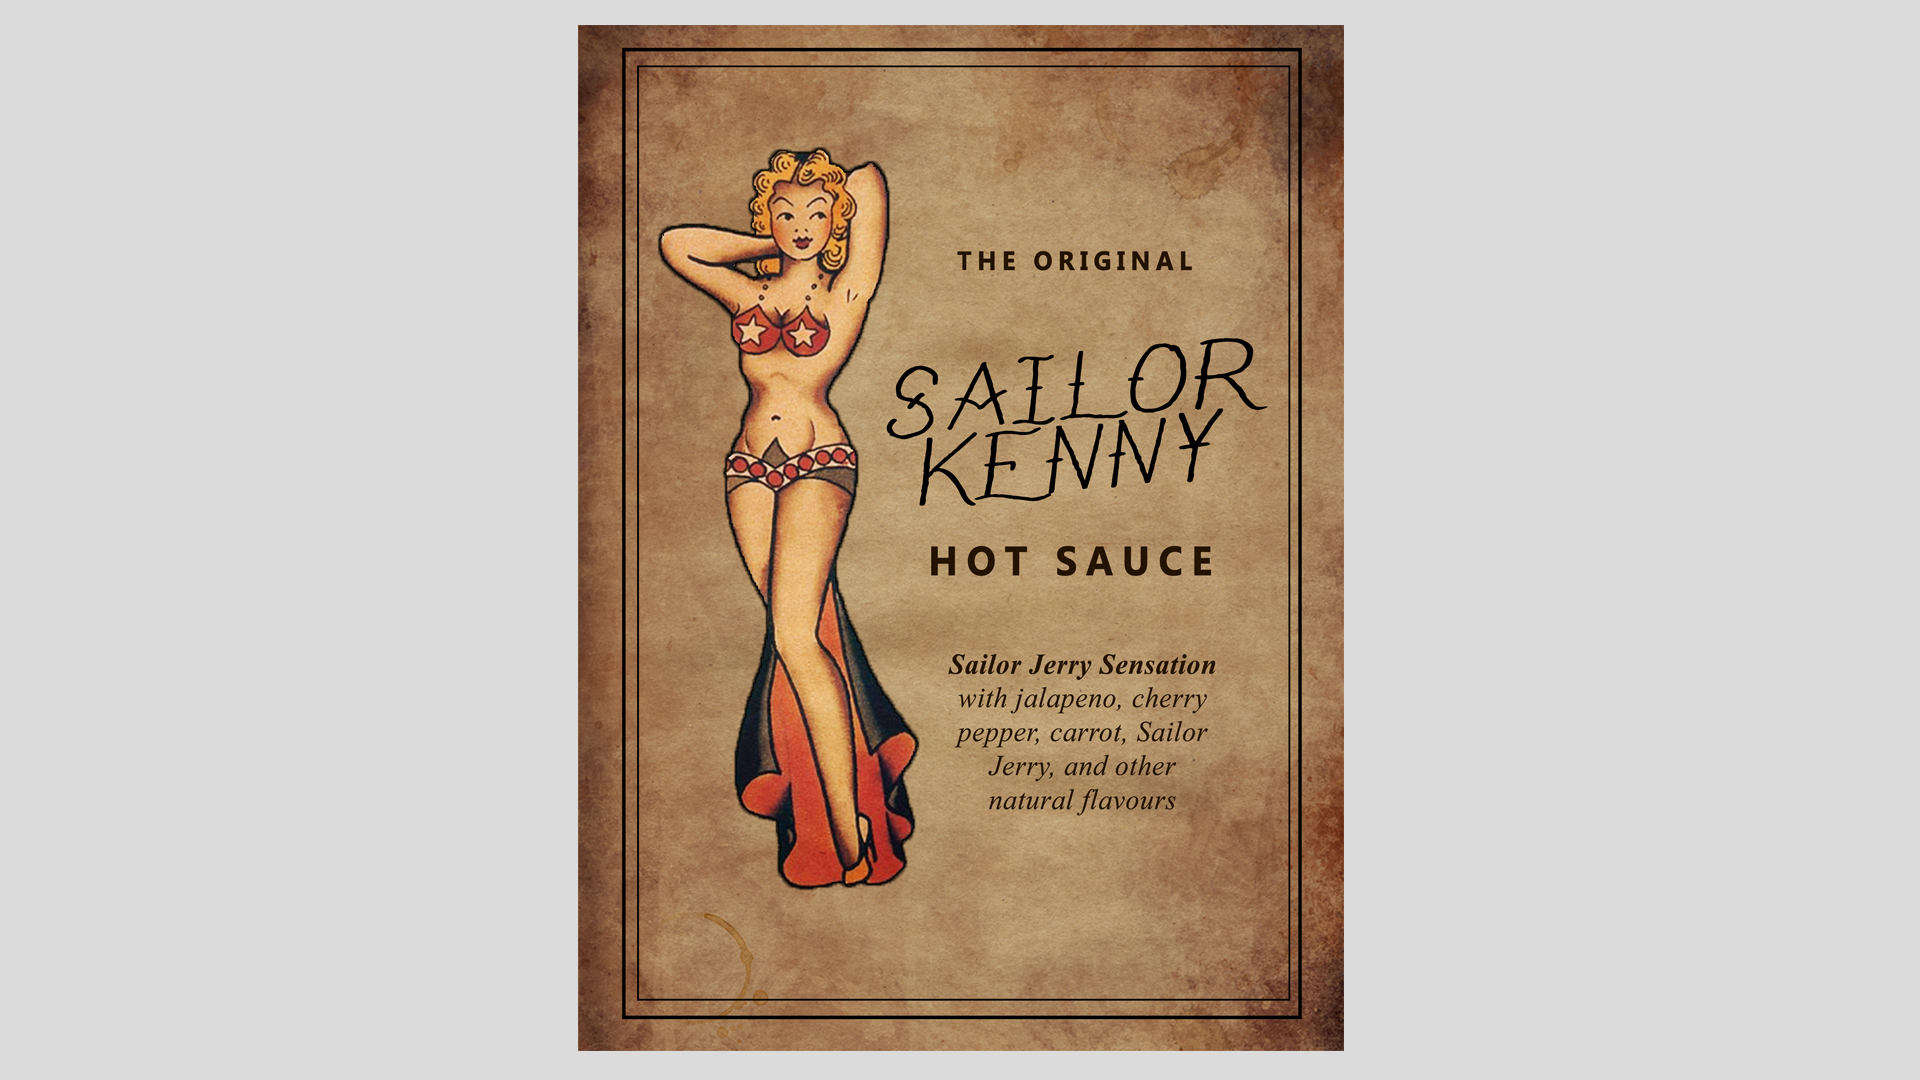 THE ORIGINAL
SAILOR
KENNY
HOT SAUCE
Sailor Jerry Sensation
with jalapeno, cherry
pepper, carrot, Sailor
Jerry, and other
natural flavours